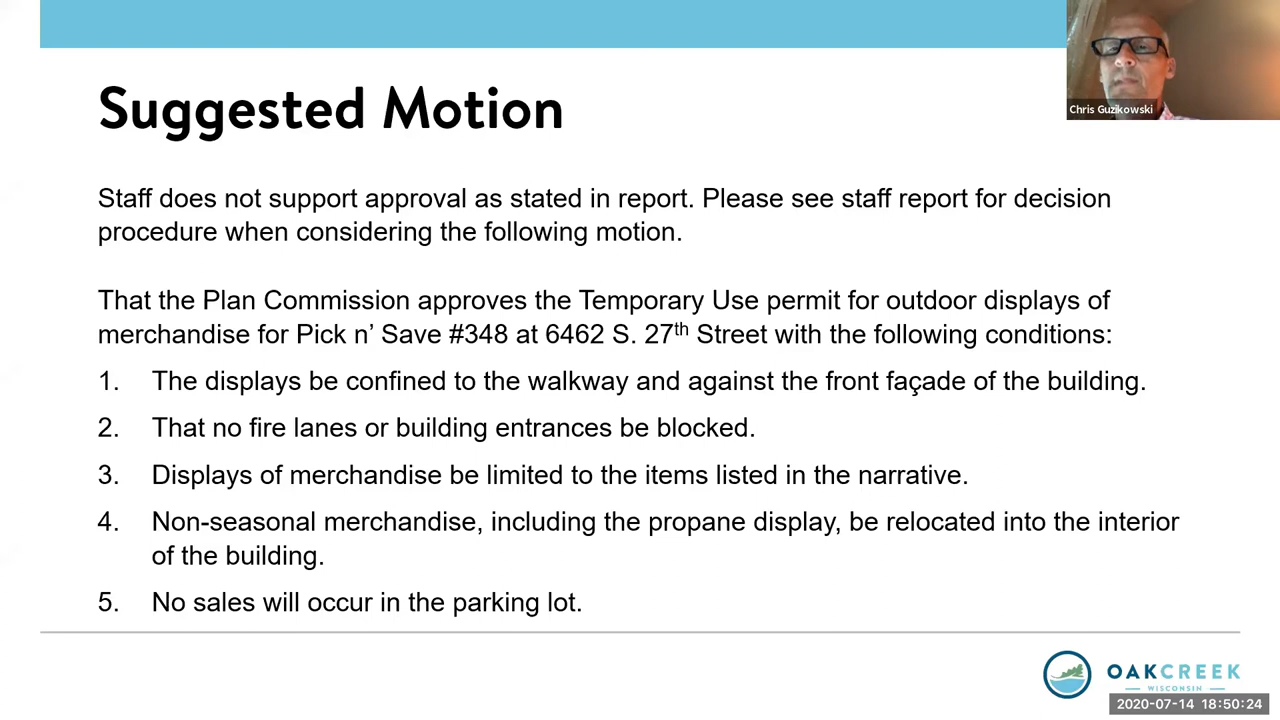 Chris Guzikowski
Suggested Motion
Staff does not support approval as stated in report. Please see staff report for decision
procedure when considering the following motion.
That the Plan Commission approves the Temporary Use permit for outdoor displays of
merchandise for Pick n’ Save #348 at 6462 S. 27th Street with the following conditions:
1. The displays be confined to the walkway and against the front façade of the building.
2. That no fire lanes or building entrances be blocked.
3. Displays of merchandise be limited to the items listed in the narrative.
4. Non-seasonal merchandise, including the propane display, be relocated into the interior
of the building.
5. No sales will occur in the parking lot.
OAKCREEK
WISCONSIN
2020-07-14 18:50:24